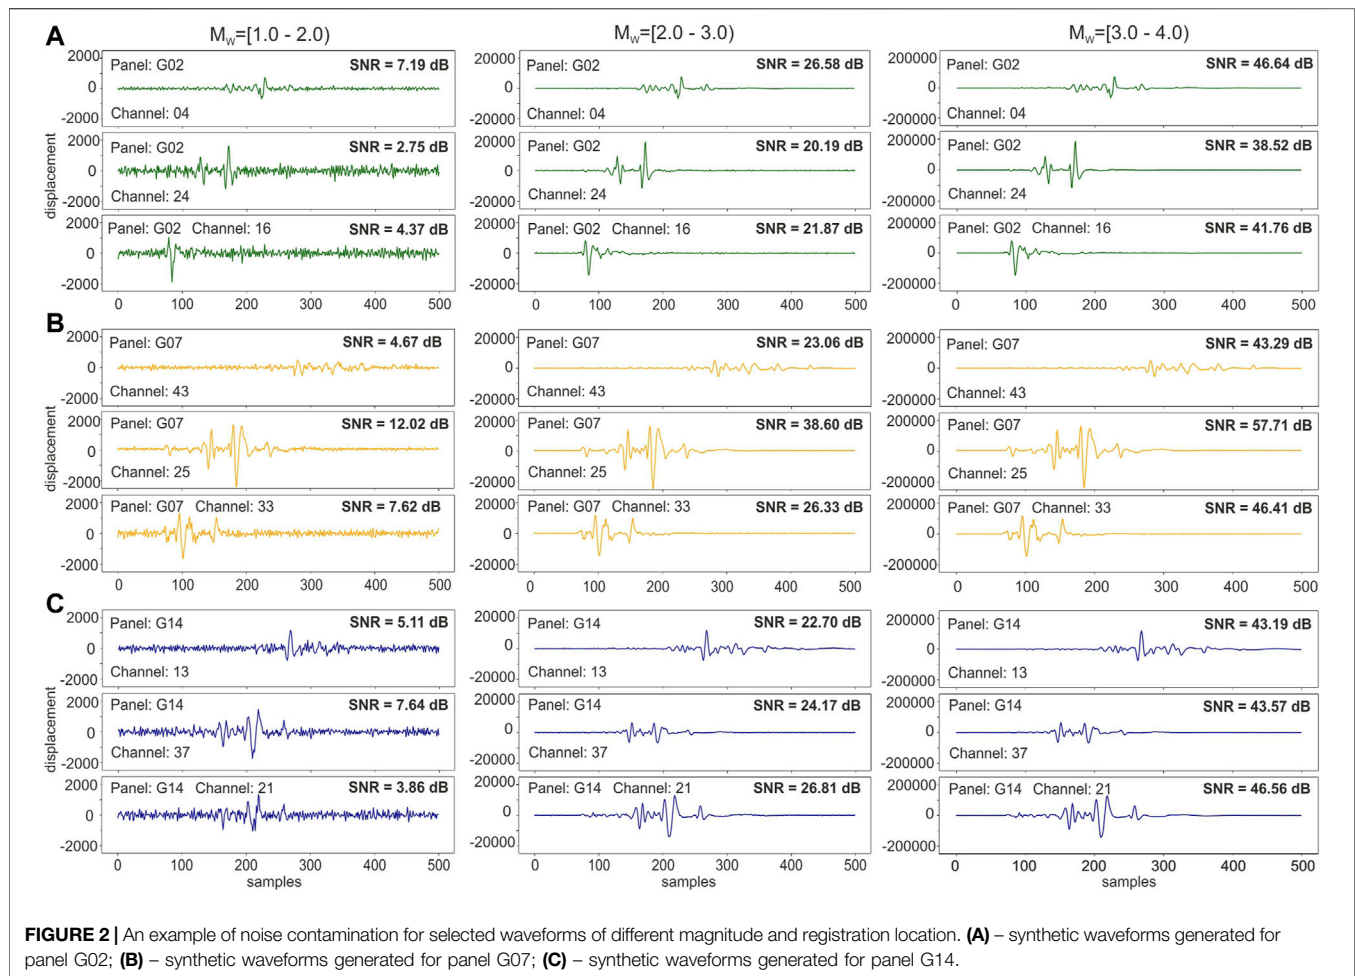 A
M_W=[1.0 - 2.0)
M_W=[2.0 - 3.0)
M_W=[3.0 - 4.0)
displacement
2000
0
-2000
Panel: G02
SNR = 7.19 dB
Channel: 04
20000
0
-20000
Panel: G02
SNR = 26.58 dB
Channel: 04
200000
0
-200000
Panel: G02
SNR = 46.64 dB
Channel: 04
2000
0
-2000
Panel: G02
SNR = 2.75 dB
Channel: 24
20000
0
-20000
Panel: G02
SNR = 20.19 dB
Channel: 24
200000
0
-200000
Panel: G02
SNR = 38.52 dB
Channel: 24
2000
0
-2000
Panel: G02 Channel: 16
SNR = 4.37 dB
20000
0
-20000
Panel: G02 Channel: 16
SNR = 21.87 dB
200000
0
-200000
Panel: G02 Channel: 16
SNR = 41.76 dB
0 100 200 300 400 500
0 100 200 300 400 500
0 100 200 300 400 500
B
displacement
2000
0
-2000
Panel: G07
SNR = 4.67 dB
Channel: 43
20000
0
-20000
Panel: G07
SNR = 23.06 dB
Channel: 43
200000
0
-200000
Panel: G07
SNR = 43.29 dB
Channel: 43
2000
0
-2000
Panel: G07
SNR = 12.02 dB
Channel: 25
20000
0
-20000
Panel: G07
SNR = 38.60 dB
Channel: 25
200000
0
-200000
Panel: G07
SNR = 57.71 dB
Channel: 25
2000
0
-2000
Panel: G07 Channel: 33
SNR = 7.62 dB
20000
0
-20000
Panel: G07 Channel: 33
SNR = 26.33 dB
200000
0
-200000
Panel: G07 Channel: 33
SNR = 46.41 dB
0 100 200 300 400 500
0 100 200 300 400 500
0 100 200 300 400 500
C
displacement
2000
0
-2000
Panel: G14
SNR = 5.11 dB
Channel: 13
20000
0
-20000
Panel: G14
SNR = 22.70 dB
Channel: 13
200000
0
-200000
Panel: G14
SNR = 43.19 dB
Channel: 13
2000
0
-2000
Panel: G14
SNR = 7.64 dB
Channel: 37
20000
0
-20000
Panel: G14
SNR = 24.17 dB
Channel: 37
200000
0
-200000
Panel: G14
SNR = 43.57 dB
Channel: 37
2000
0
-2000
Panel: G14 Channel: 21
SNR = 3.86 dB
20000
0
-20000
Panel: G14 Channel: 21
SNR = 26.81 dB
200000
0
-200000
Panel: G14 Channel: 21
SNR = 46.56 dB
0 100 200 300 400 500
0 100 200 300 400 500
0 100 200 300 400 500
samples
samples
samples
FIGURE 2 | An example of noise contamination for selected waveforms of different magnitude and registration location. (A) – synthetic waveforms generated for
panel G02; (B) – synthetic waveforms generated for panel G07; (C) – synthetic waveforms generated for panel G14.